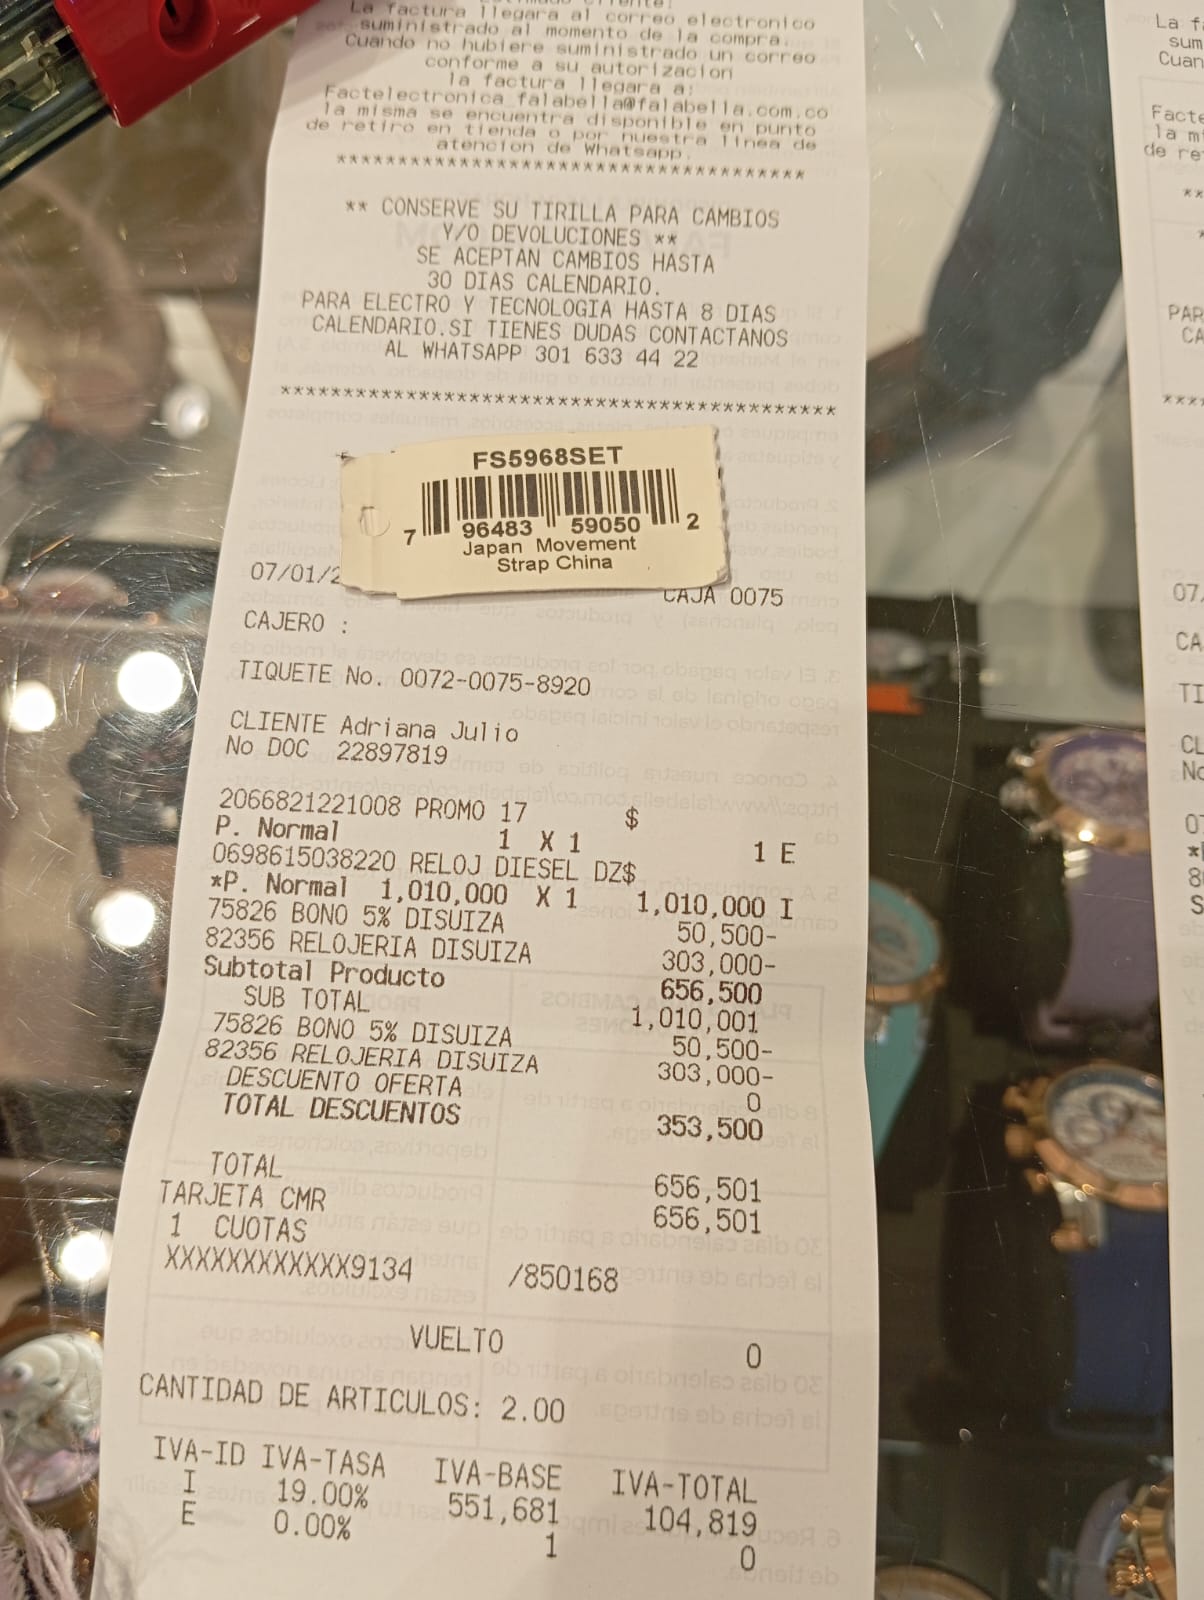 Estimado cliente:
La factura llegara al correo electronico
suministrado al momento de la compra.
Cuando no hubiere suministrado un correo
conforme a su autorizacion
la factura llegara a:
Factelectronica_falabella@falabella.com.co
la misma se encuentra disponible en punto
de retiro en tienda o por nuestra linea de
atencion de Whatsapp.
****************************************
** CONSERVE SU TIRILLA PARA CAMBIOS
Y/O DEVOLUCIONES **
SE ACEPTAN CAMBIOS HASTA
30 DIAS CALENDARIO.
PARA ELECTRO Y TECNOLOGIA HASTA 8 DIAS
CALENDARIO.SI TIENES DUDAS CONTACTANOS
AL WHATSAPP 301 633 44 22
****************************************
FS5968SET
7 96483 59050 2
Japan Movement
Strap China
07/01/2
CAJA 0075
CAJERO :
TIQUETE No. 0072-0075-8920
CLIENTE Adriana Julio
No DOC 22897819
2066821221008 PROMO 17 $
P. Normal 1 X 1 1 E
0698615038220 RELOJ DIESEL DZ$
*P. Normal 1,010,000 X 1 1,010,000 I
75826 BONO 5% DISUIZA 50,500-
82356 RELOJERIA DISUIZA 303,000-
Subtotal Producto 656,500
SUB TOTAL 1,010,001
75826 BONO 5% DISUIZA 50,500-
82356 RELOJERIA DISUIZA 303,000-
DESCUENTO OFERTA 0
TOTAL DESCUENTOS 353,500
TOTAL 656,501
TARJETA CMR 656,501
1 CUOTAS
XXXXXXXXXXXX9134 /850168
VUELTO 0
CANTIDAD DE ARTICULOS: 2.00
IVA-ID IVA-TASA IVA-BASE IVA-TOTAL
I 19.00% 551,681 104,819
E 0.00% 1 0